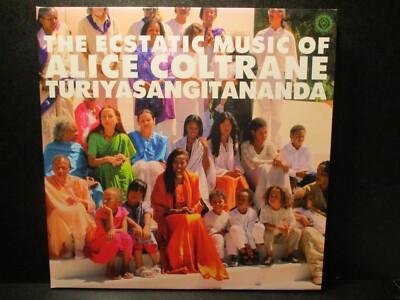 THE ECSTATIC MUSIC OF
ALICE COLTRANE
TURIYASANGITANANDA